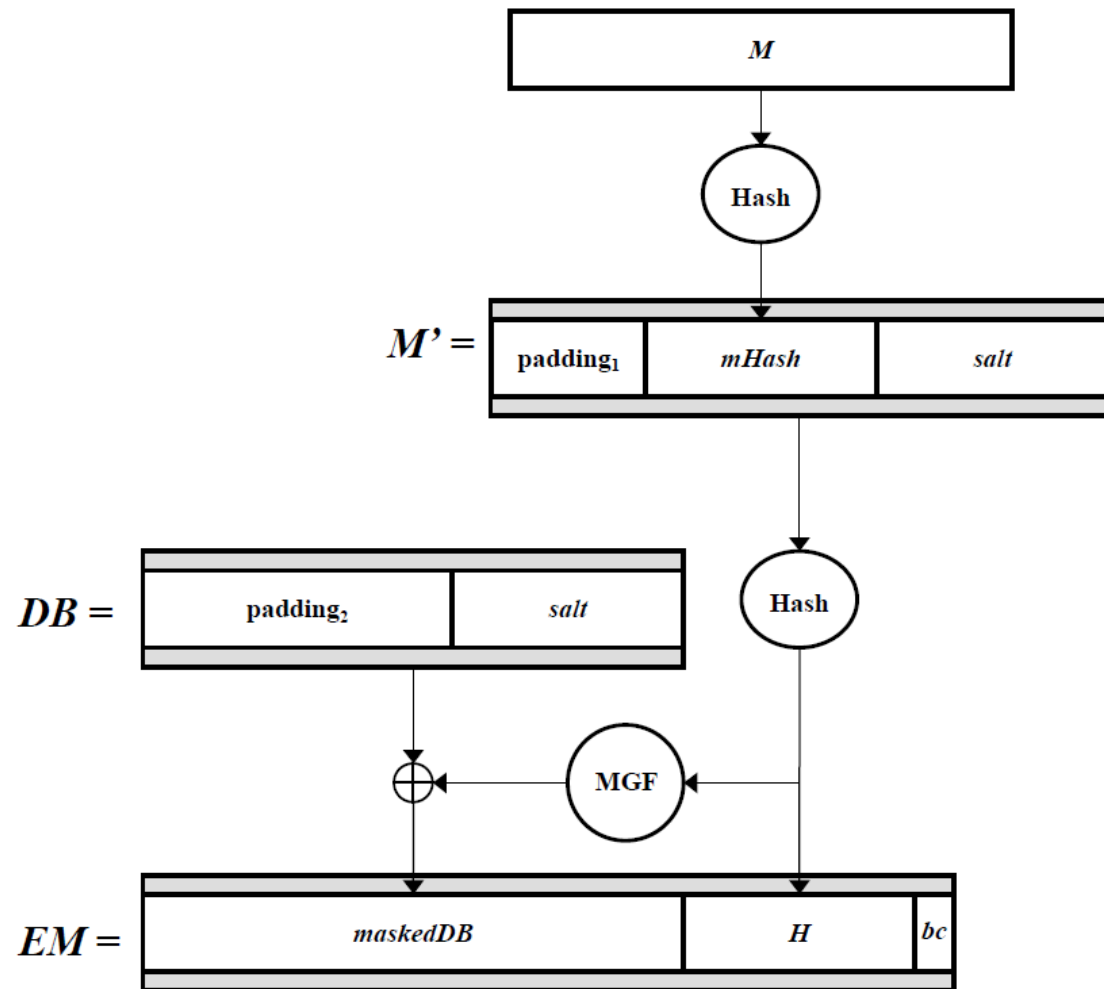 M
Hash
M’ =
padding₁ mHash salt
DB =
padding₂ salt
Hash
MGF
EM =
maskedDB H bc